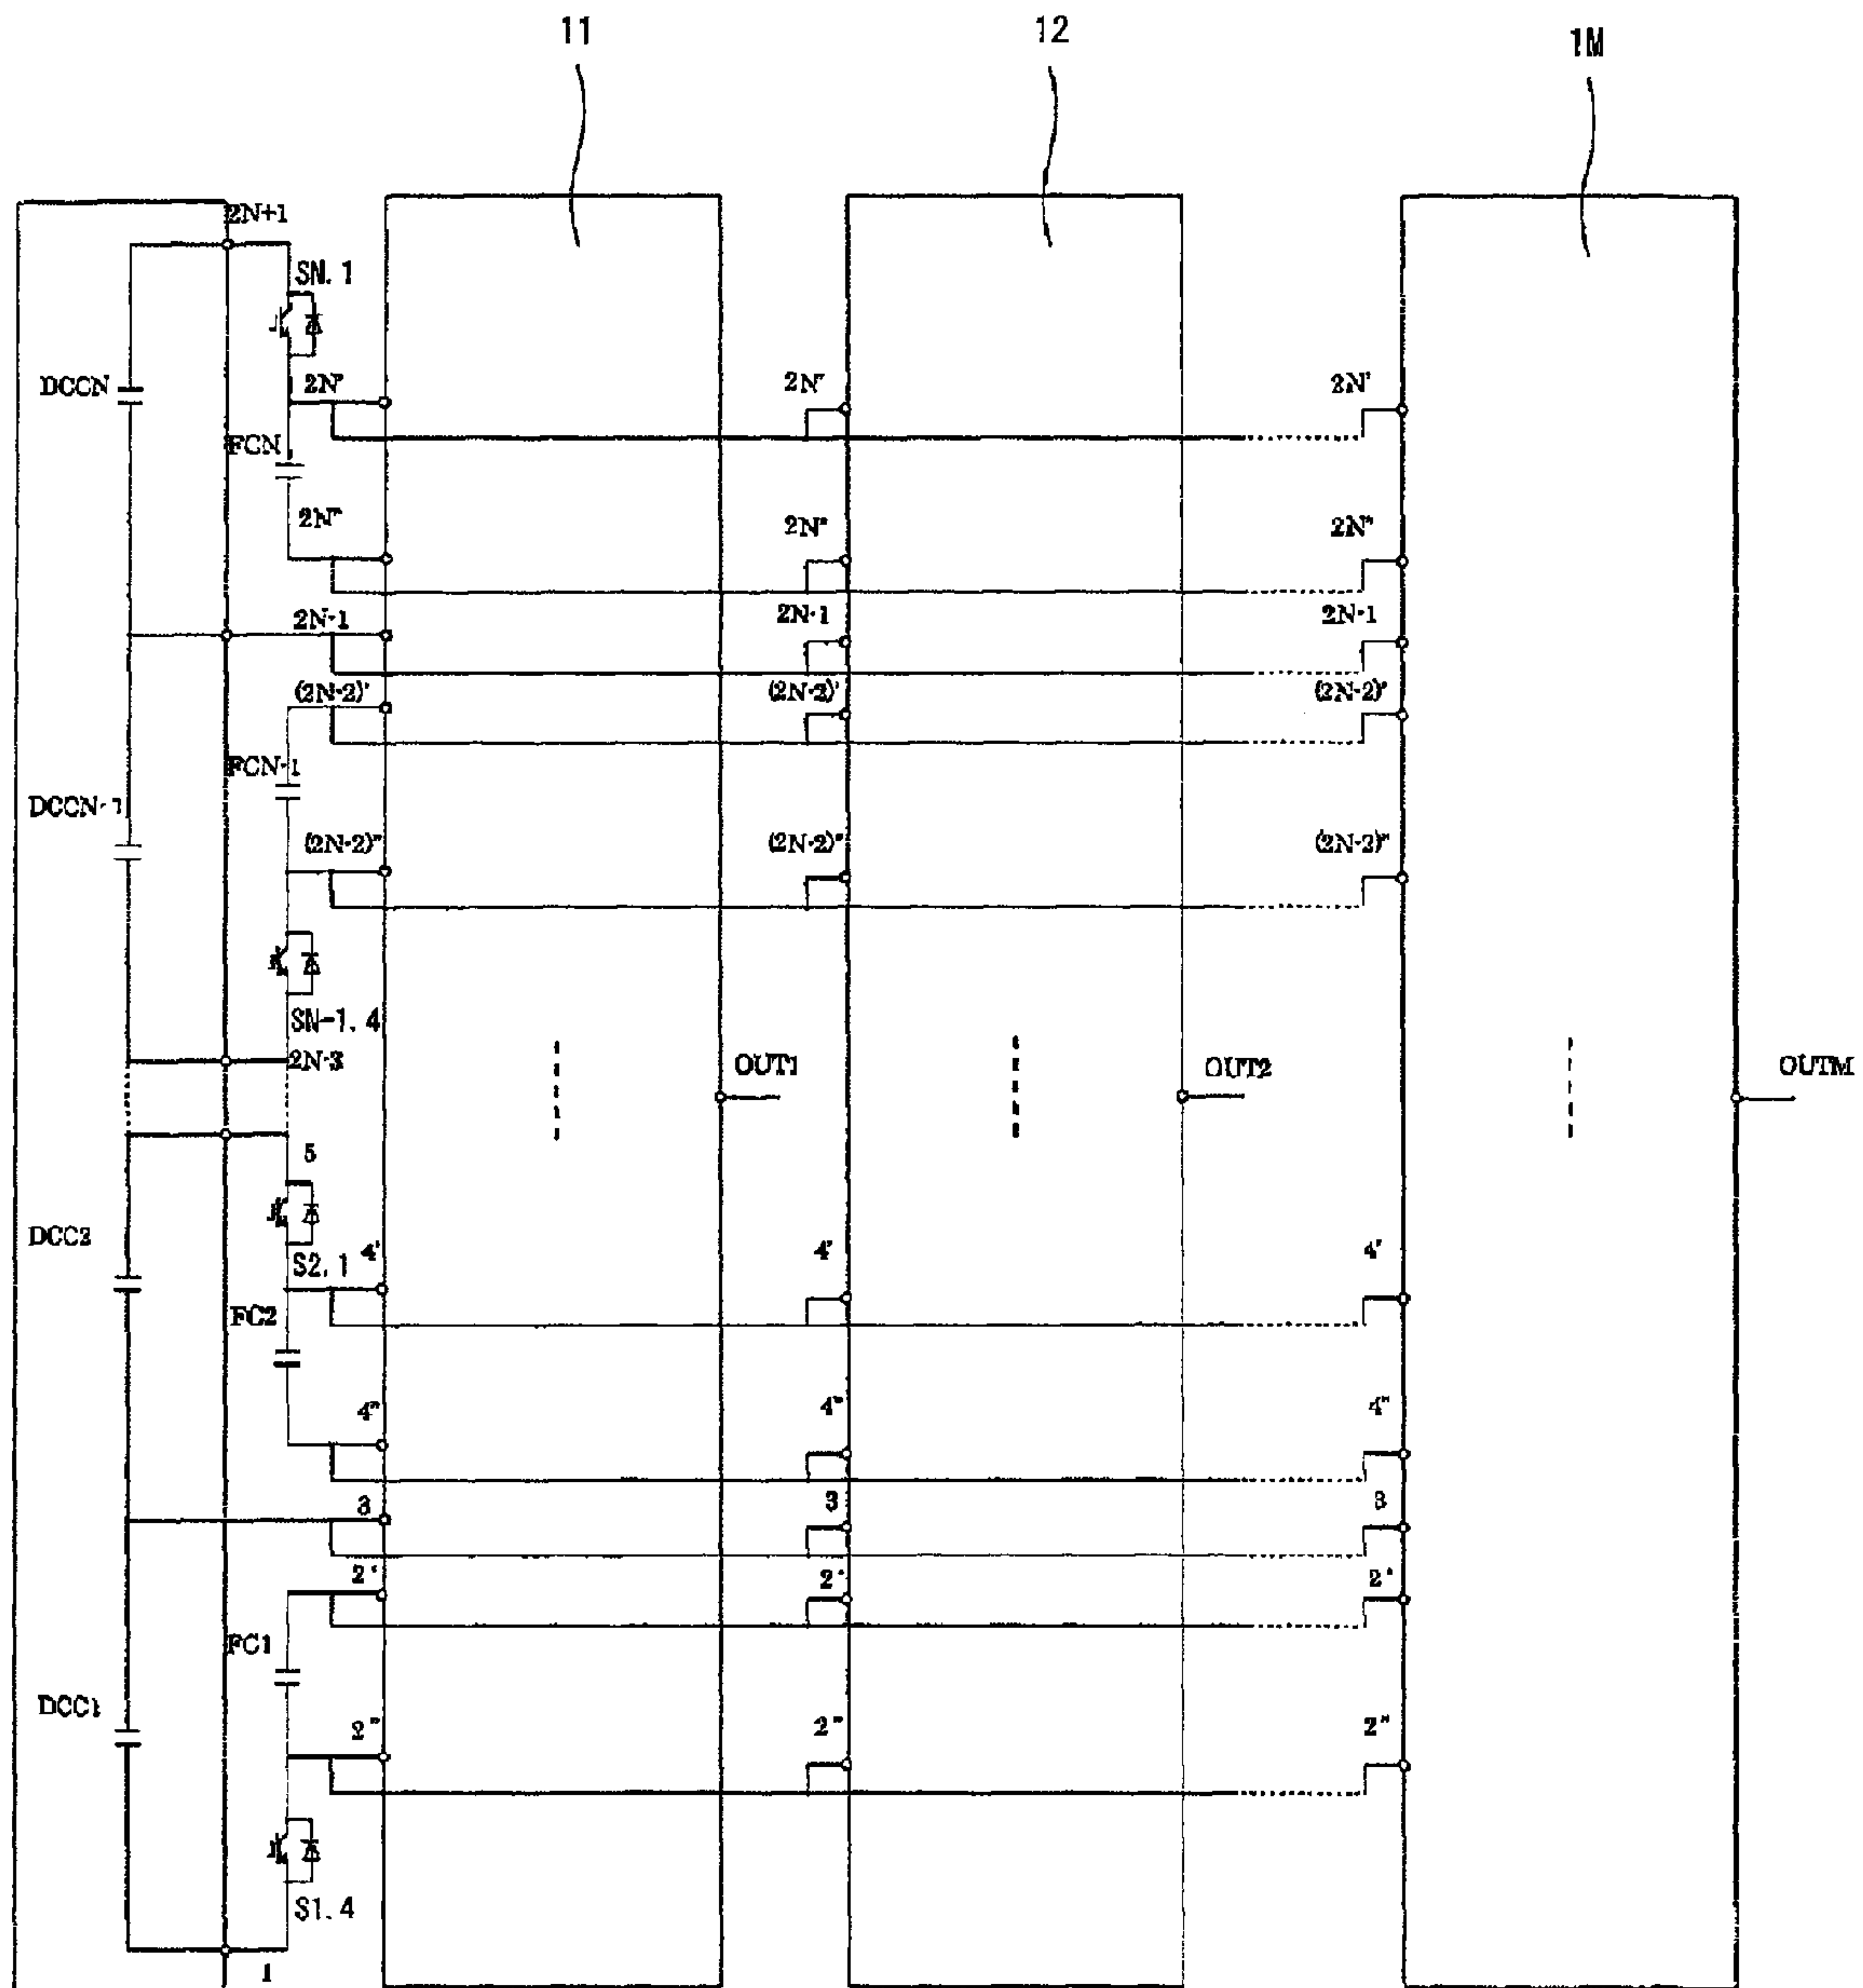 11 12 1M
2N+1
SN.1
DCCN 2N' 2N' 2N'
FCN
2N" 2N" 2N"
2N-1 2N-1 2N-1
(2N-2)' (2N-2)' (2N-2)'
FCN-1
DCCN-1
(2N-2)" (2N-2)" (2N-2)"
SN-1.4
2N-3
OUT1 OUT2 OUTM
5
DCC2
S2.1 4' 4' 4'
FC2
4" 4" 4"
3 3 3
2' 2' 2'
FC1
DCC1
2" 2" 2"
S1.4
1